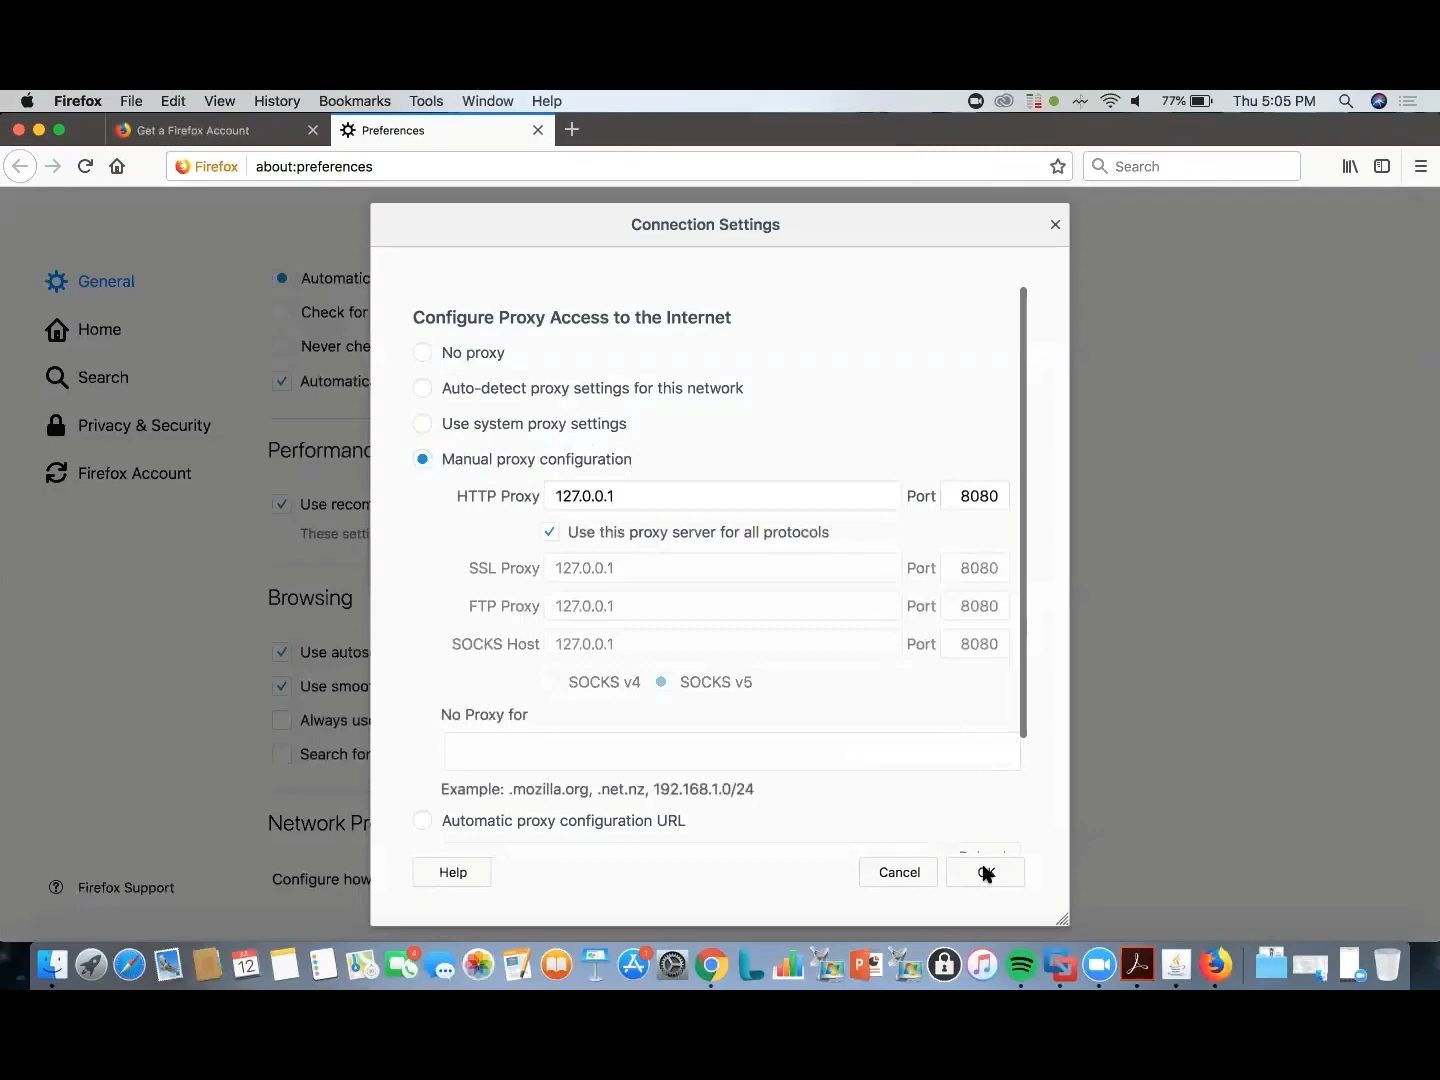 Firefox File Edit View History Bookmarks Tools Window Help 77% Thu 5:05 PM
Get a Firefox Account Preferences
Firefox about:preferences Search
Connection Settings
General
Home
Search
Privacy & Security
Firefox Account
Firefox Support
Automatic
Check for
Never che
Automatic
Performanc
Use recon
These setti
Browsing
Use autos
Use smoo
Always use
Search for
Network Pr
Configure how
Configure Proxy Access to the Internet
No proxy
Auto-detect proxy settings for this network
Use system proxy settings
Manual proxy configuration
HTTP Proxy 127.0.0.1 Port 8080
Use this proxy server for all protocols
SSL Proxy 127.0.0.1 Port 8080
FTP Proxy 127.0.0.1 Port 8080
SOCKS Host 127.0.0.1 Port 8080
SOCKS v4 SOCKS v5
No Proxy for
Example: .mozilla.org, .net.nz, 192.168.1.0/24
Automatic proxy configuration URL
Help Cancel
12 4 1